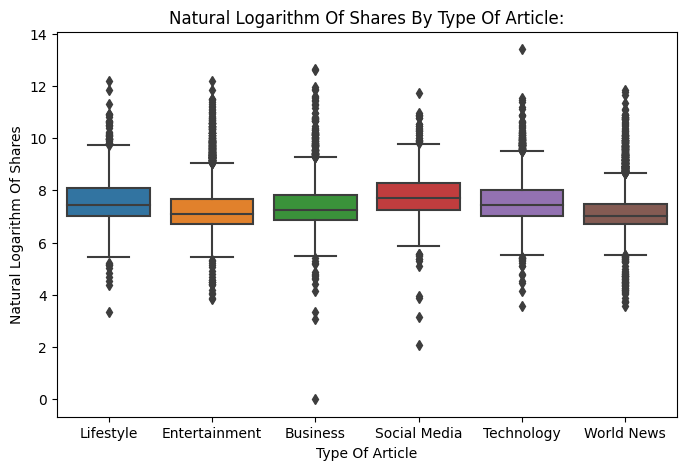 Natural Logarithm Of Shares By Type Of Article:
Natural Logarithm Of Shares
14
12
10
8
6
4
2
0
Lifestyle Entertainment Business Social Media Technology World News
Type Of Article